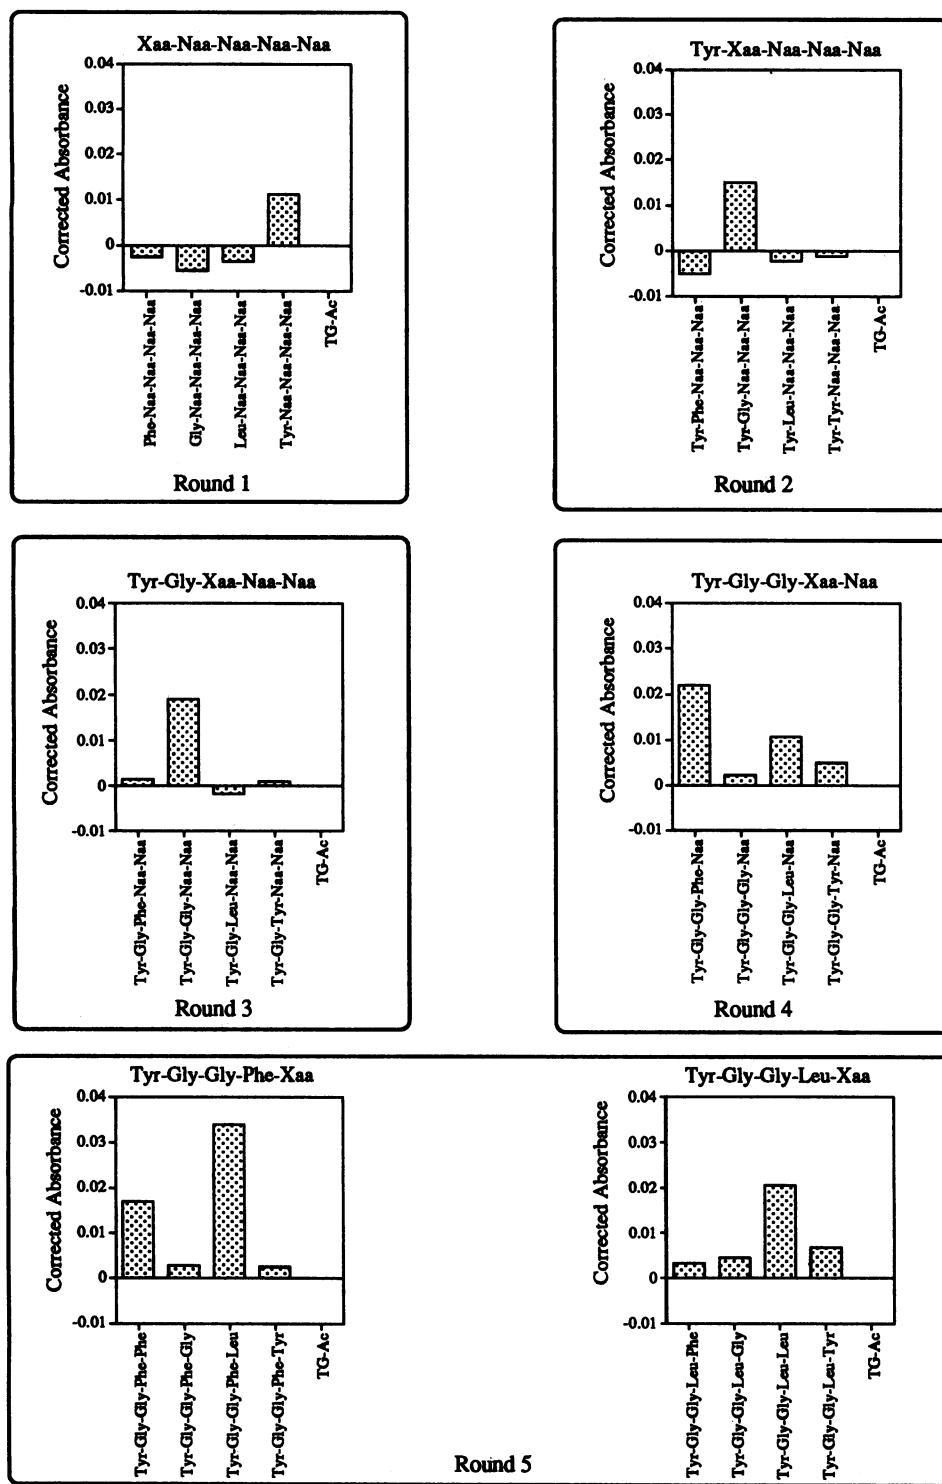 Xaa-Naa-Naa-Naa-Naa
Corrected Absorbance
0.04
0.03
0.02
0.01
0
-0.01
Phe-Naa-Naa-Naa-Naa
Gly-Naa-Naa-Naa-Naa
Leu-Naa-Naa-Naa-Naa
Tyr-Naa-Naa-Naa-Naa
TG-Ac
Round 1
Tyr-Xaa-Naa-Naa-Naa
Corrected Absorbance
0.04
0.03
0.02
0.01
0
-0.01
Tyr-Phe-Naa-Naa-Naa
Tyr-Gly-Naa-Naa-Naa
Tyr-Leu-Naa-Naa-Naa
Tyr-Tyr-Naa-Naa-Naa
TG-Ac
Round 2
Tyr-Gly-Xaa-Naa-Naa
Corrected Absorbance
0.04
0.03
0.02
0.01
0
-0.01
Tyr-Gly-Phe-Naa-Naa
Tyr-Gly-Gly-Naa-Naa
Tyr-Gly-Leu-Naa-Naa
Tyr-Gly-Tyr-Naa-Naa
TG-Ac
Round 3
Tyr-Gly-Gly-Xaa-Naa
Corrected Absorbance
0.04
0.03
0.02
0.01
0
-0.01
Tyr-Gly-Gly-Phe-Naa
Tyr-Gly-Gly-Gly-Naa
Tyr-Gly-Gly-Leu-Naa
Tyr-Gly-Gly-Tyr-Naa
TG-Ac
Round 4
Tyr-Gly-Gly-Phe-Xaa
Corrected Absorbance
0.04
0.03
0.02
0.01
0
-0.01
Tyr-Gly-Gly-Phe-Phe
Tyr-Gly-Gly-Phe-Gly
Tyr-Gly-Gly-Phe-Leu
Tyr-Gly-Gly-Phe-Tyr
TG-Ac
Tyr-Gly-Gly-Leu-Xaa
Corrected Absorbance
0.04
0.03
0.02
0.01
0
-0.01
Tyr-Gly-Gly-Leu-Phe
Tyr-Gly-Gly-Leu-Gly
Tyr-Gly-Gly-Leu-Leu
Tyr-Gly-Gly-Leu-Tyr
TG-Ac
Round 5